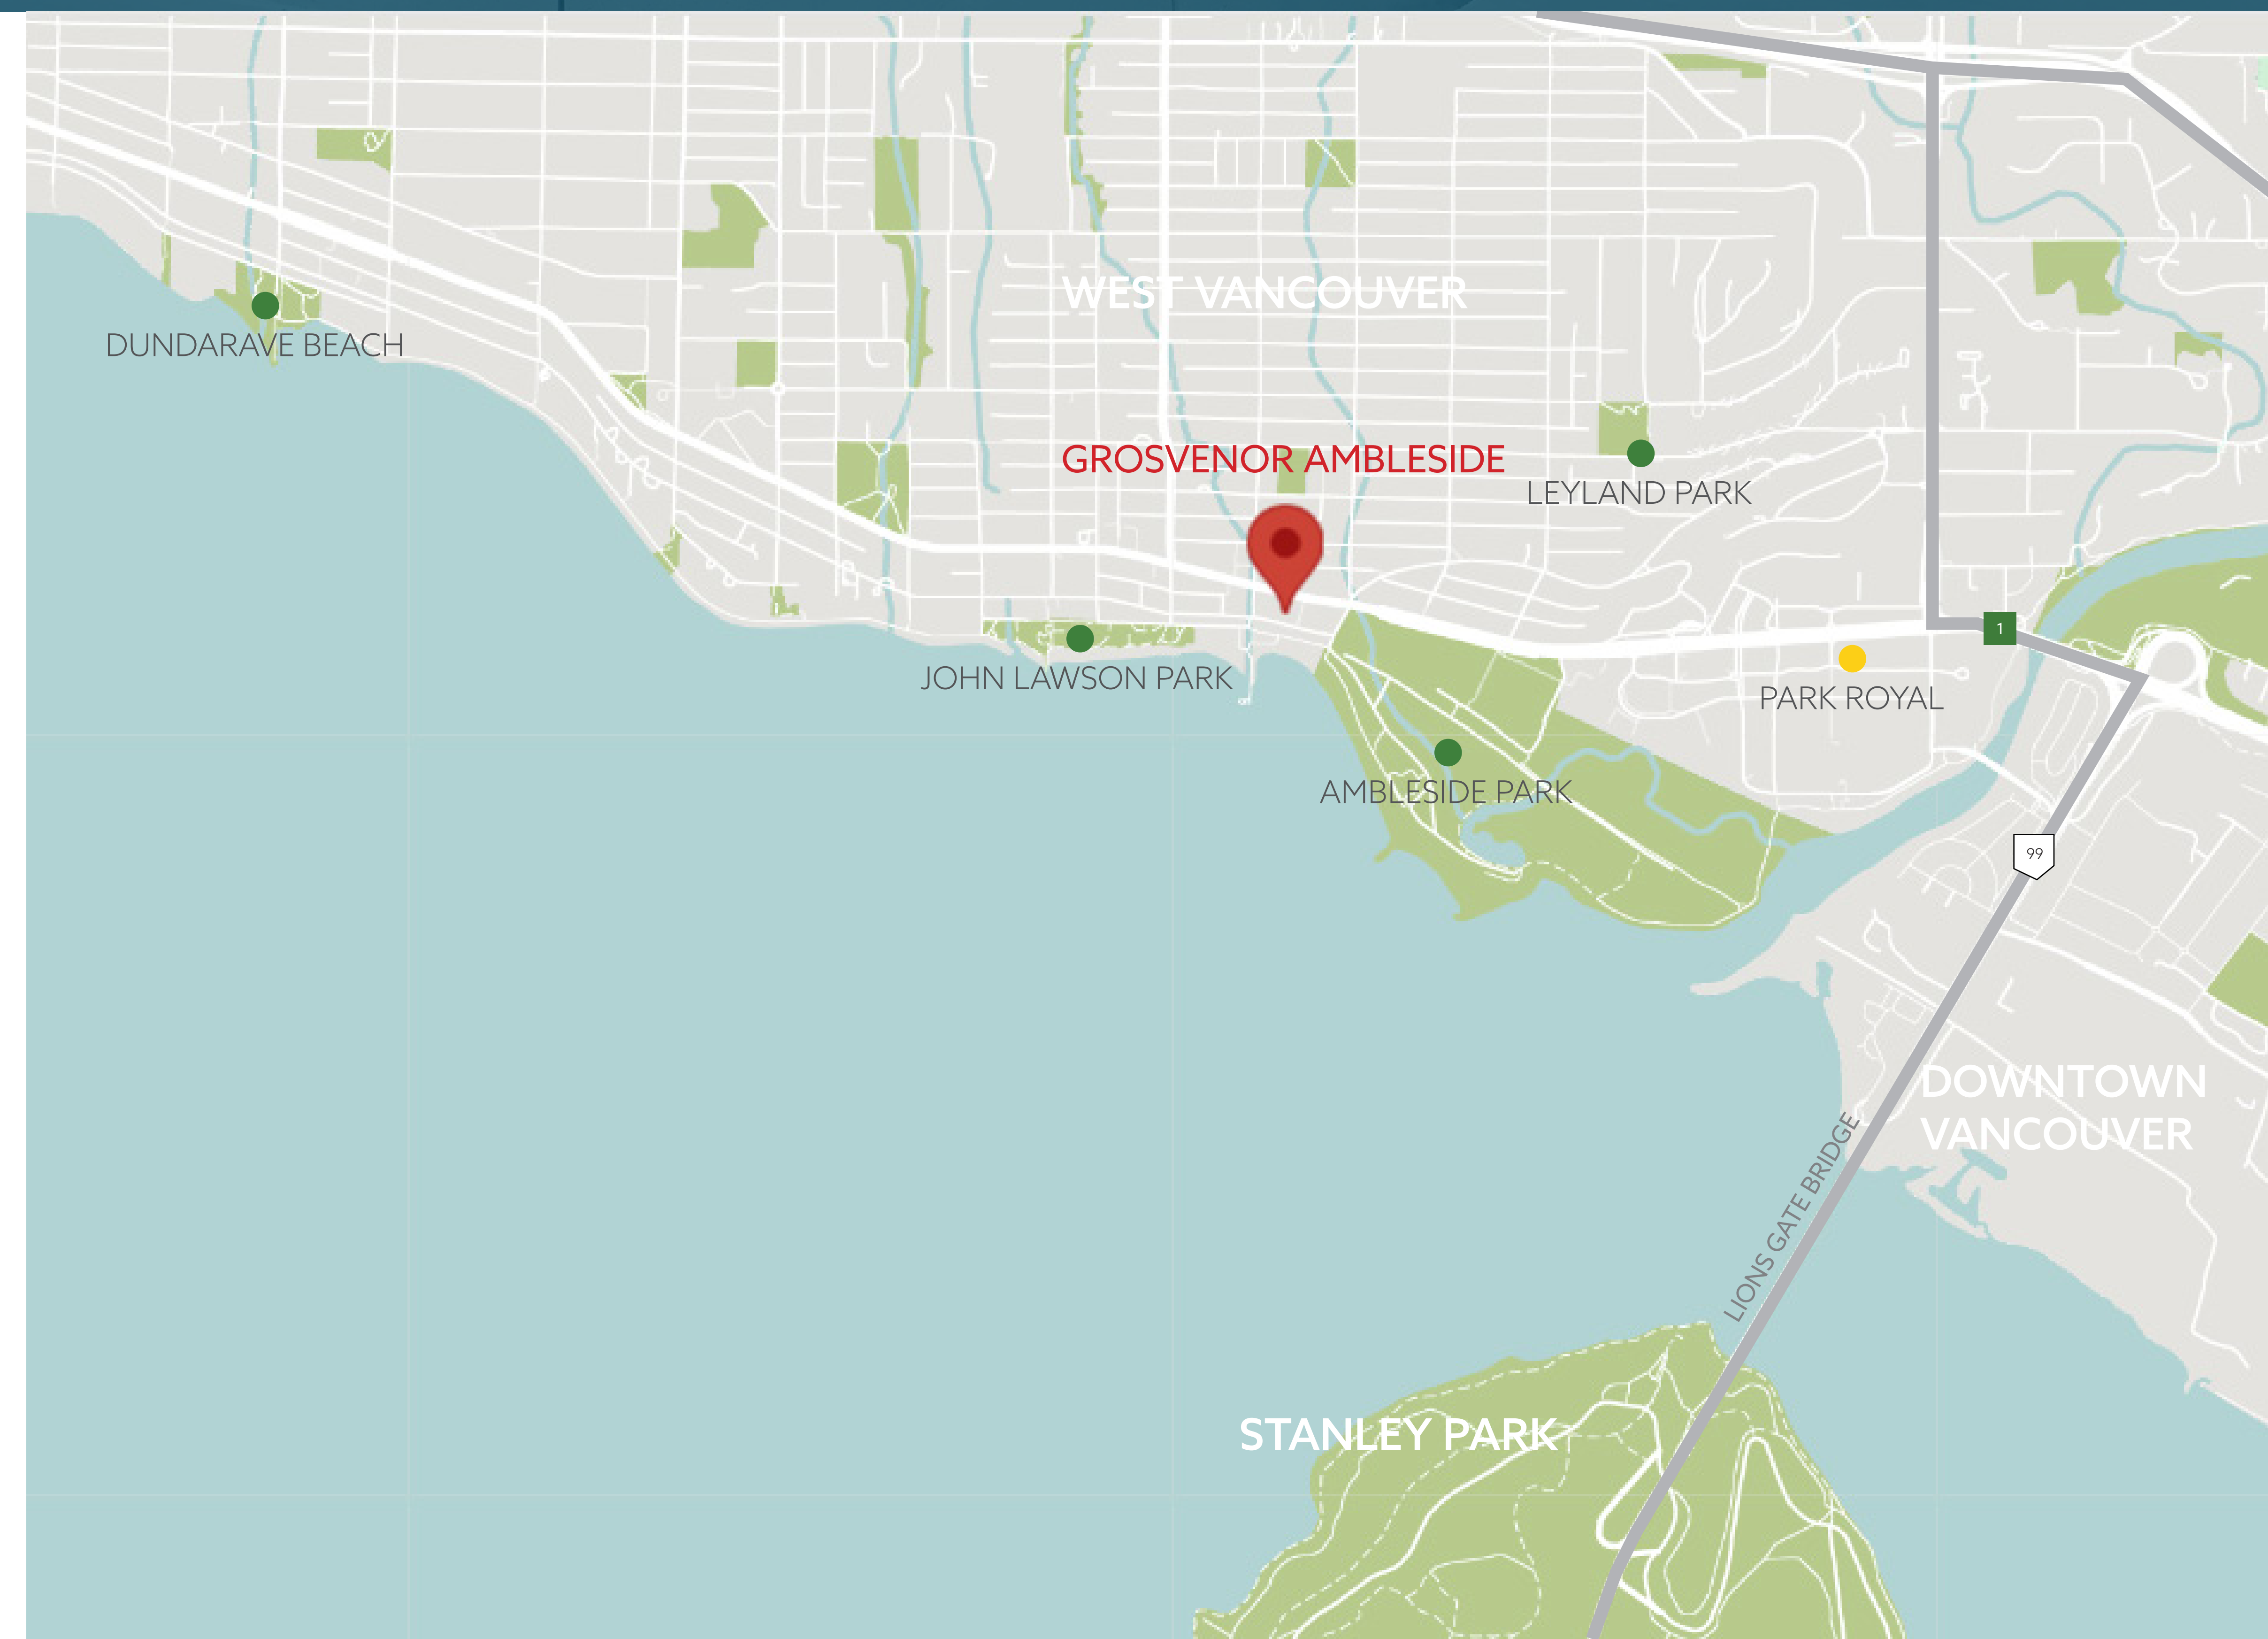 WEST VANCOUVER
DUNDARAVE BEACH
GROSVENOR AMBLESIDE
LEYLAND PARK
1
JOHN LAWSON PARK
PARK ROYAL
AMBLESIDE PARK
99
DOWNTOWN
VANCOUVER
LIONS GATE BRIDGE
STANLEY PARK